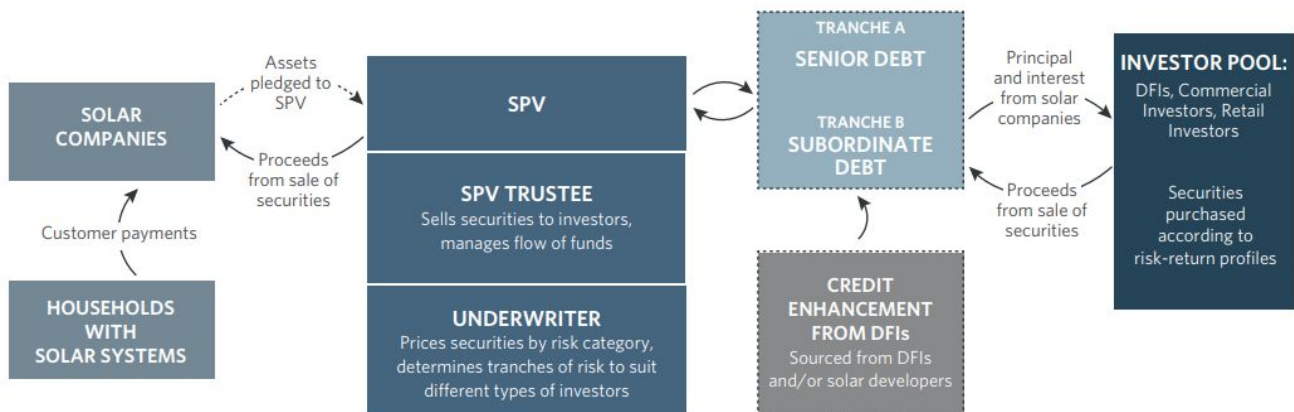 SOLAR
COMPANIES
Customer payments
HOUSEHOLDS
WITH
SOLAR SYSTEMS
Assets
pledged to
SPV
Proceeds
from sale of
securities
SPV
SPV TRUSTEE
Sells securities to investors,
manages flow of funds
UNDERWRITER
Prices securities by risk category,
determines tranches of risk to suit
different types of investors
TRANCHE A
SENIOR DEBT
TRANCHE B
SUBORDINATE
DEBT
CREDIT
ENHANCEMENT
FROM DFIs
Sourced from DFIs
and/or solar developers
Principal
and interest
from solar
companies
Proceeds
from sale of
securities
INVESTOR POOL:
DFIs, Commercial
Investors, Retail
Investors
Securities
purchased
according to
risk-return profiles